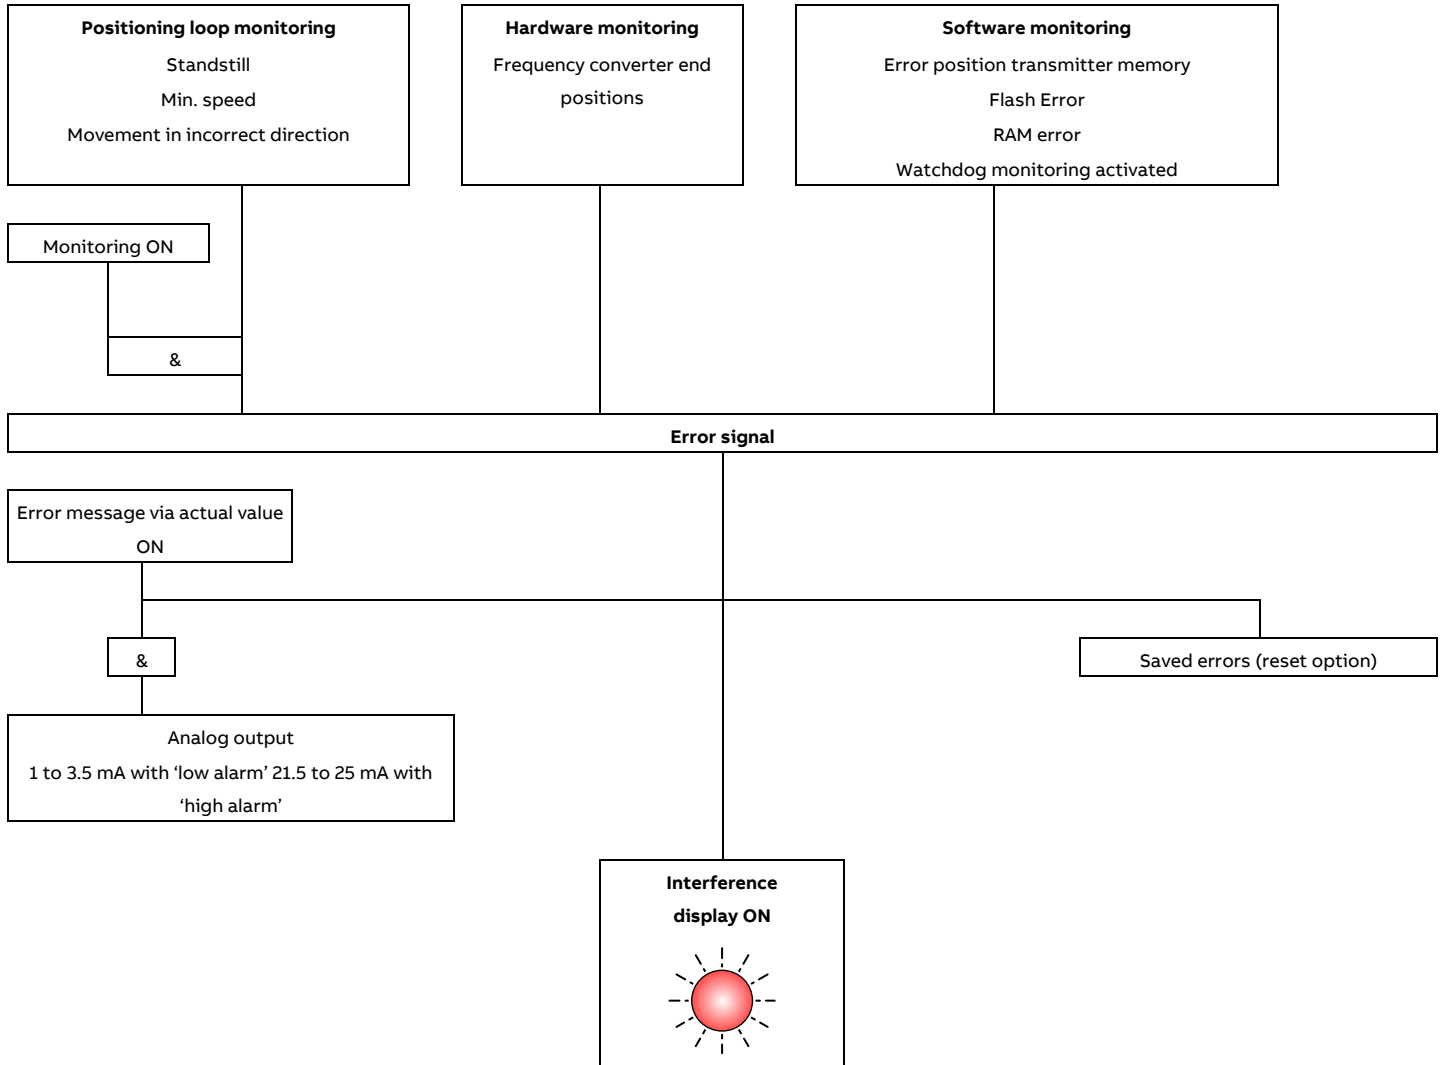 Positioning loop monitoring
Standstill
Min. speed
Movement in incorrect direction
Hardware monitoring
Frequency converter end
positions
Software monitoring
Error position transmitter memory
Flash Error
RAM error
Watchdog monitoring activated
Monitoring ON
&
Error signal
Error message via actual value
ON
&
Saved errors (reset option)
Analog output
1 to 3.5 mA with ‘low alarm’ 21.5 to 25 mA with
‘high alarm’
Interference
display ON